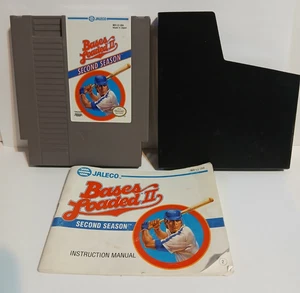 JALECO
Bases
Loaded II
SECOND SEASON
JALECO
Bases
Loaded II
SECOND SEASON
INSTRUCTION MANUAL